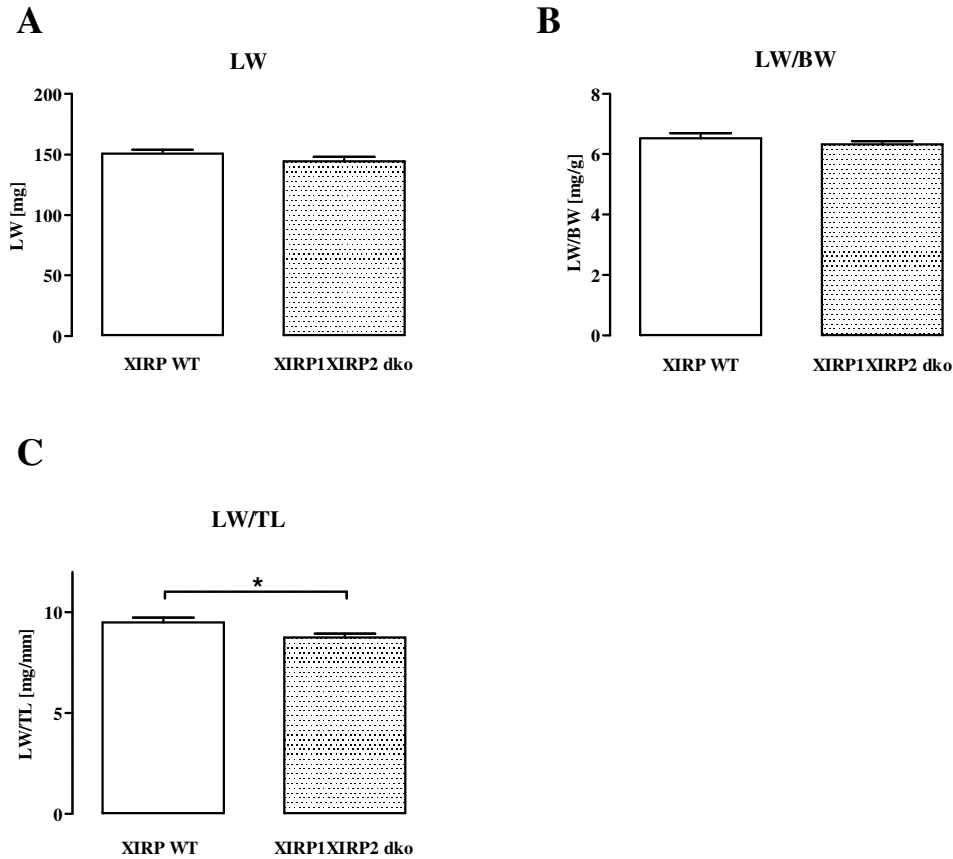 A
LW
LW [mg]
200
150
100
50
0
XIRP WT
XIRP1XIRP2 dko
B
LW/BW
LW/BW [mg/g]
8
6
4
2
0
XIRP WT
XIRP1XIRP2 dko
C
LW/TL
LW/TL [mg/mm]
*
10
5
0
XIRP WT
XIRP1XIRP2 dko